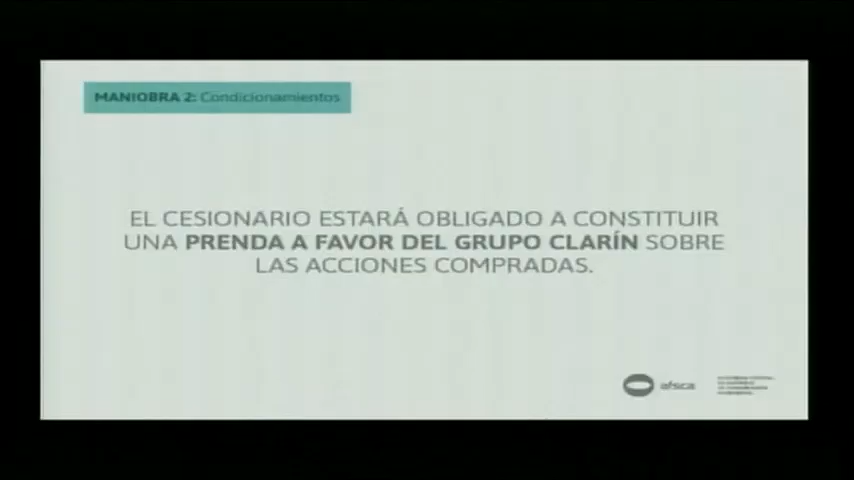 MANIOBRA 2: Condicionamientos
EL CESIONARIO ESTARÁ OBLIGADO A CONSTITUIR
UNA PRENDA A FAVOR DEL GRUPO CLARÍN SOBRE
LAS ACCIONES COMPRADAS.
afsca